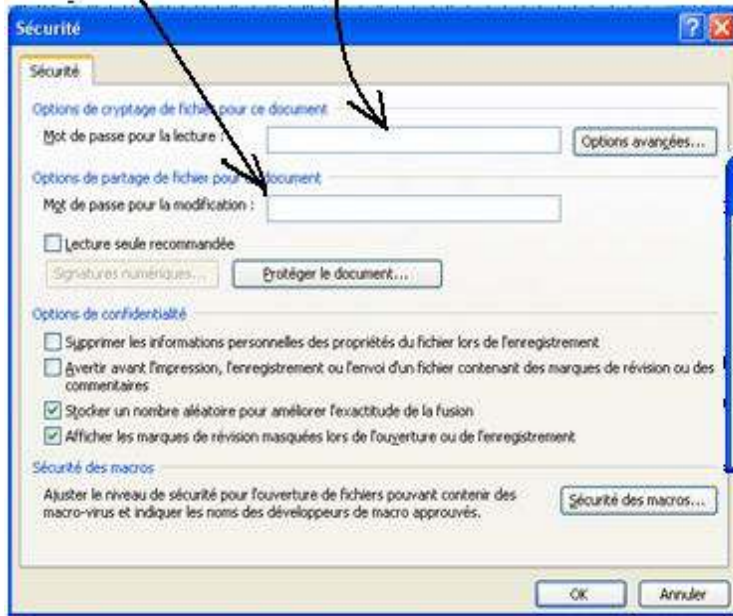 Sécurité
Sécurité
Options de cryptage de fichier pour ce document
Mot de passe pour la lecture :
Options avancées...
Options de partage de fichier pour ce document
Mot de passe pour la modification :
Lecture seule recommandée
Signatures numériques...
Protéger le document...
Options de confidentialité
Supprimer les informations personnelles des propriétés du fichier lors de l'enregistrement
Avertir avant l'impression, l'enregistrement ou l'envoi d'un fichier contenant des marques de révision ou des
commentaires
Stocker un nombre aléatoire pour améliorer l'exactitude de la fusion
Afficher les marques de révision masquées lors de l'ouverture ou de l'enregistrement
Sécurité des macros
Ajuster le niveau de sécurité pour l'ouverture de fichiers pouvant contenir des
macro-virus et indiquer les noms des développeurs de macro approuvés.
Sécurité des macros...
OK
Annuler